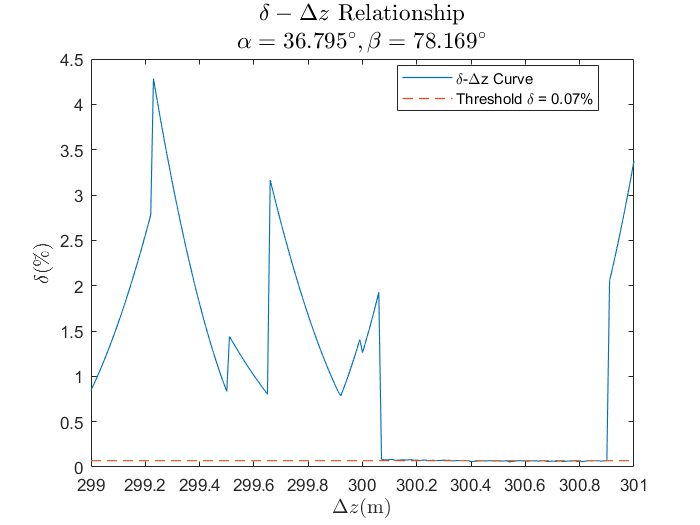 δ − Δz Relationship
α = 36.795°, β = 78.169°
δ-Δz Curve
Threshold δ = 0.07%
4.5
4
3.5
3
2.5
2
1.5
1
0.5
0
δ(%)
299 299.2 299.4 299.6 299.8 300 300.2 300.4 300.6 300.8 301
Δz(m)